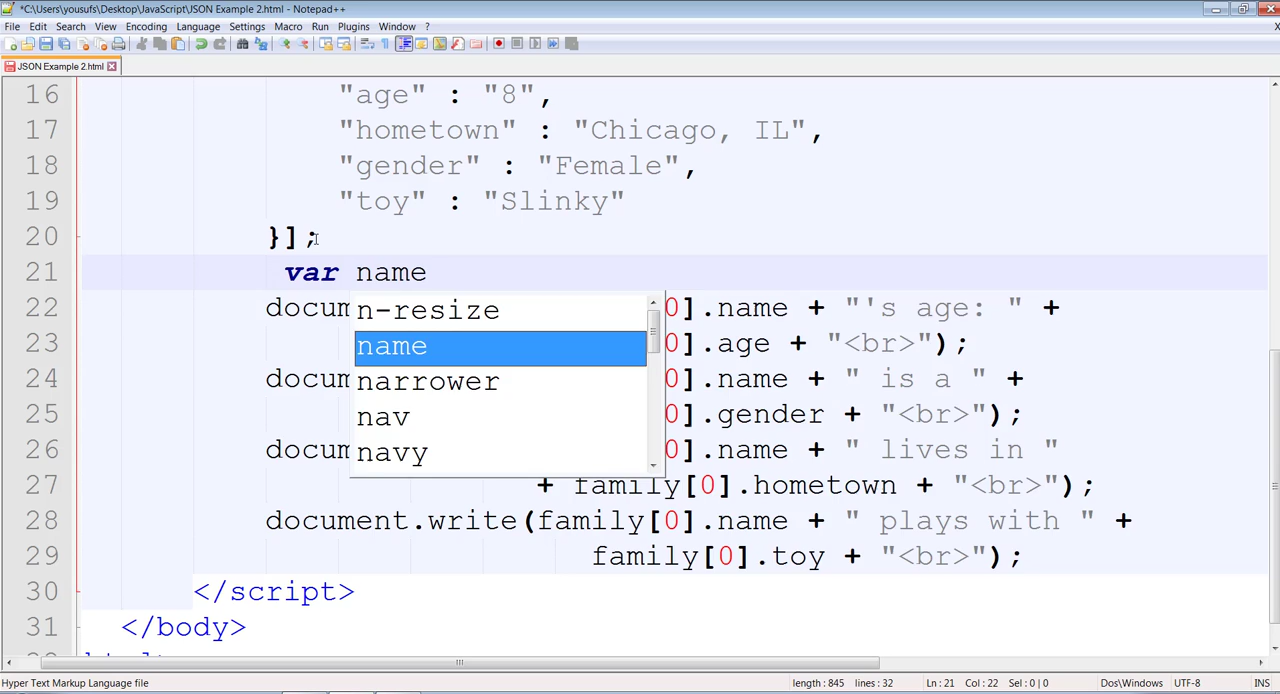 *C:\Users\yousufs\Desktop\JavaScript\JSON Example 2.html - Notepad++
File Edit Search View Encoding Language Settings Macro Run Plugins Window ?
X
JSON Example 2.html
16 "age" : "8",
17 "hometown" : "Chicago, IL",
18 "gender" : "Female",
19 "toy" : "Slinky"
20 }];
21 var name
n-resize
name
narrower
nav
navy
22 docum 0].name + "'s age: " +
23 0].age + "<br>");
24 docum 0].name + " is a " +
25 0].gender + "<br>");
26 docum 0].name + " lives in "
27 + family[0].hometown + "<br>");
28 document.write(family[0].name + " plays with " +
29 family[0].toy + "<br>");
30 </script>
31 </body>
Hyper Text Markup Language file length : 845 lines : 32 Ln : 21 Col : 22 Sel : 0 | 0 Dos\Windows UTF-8 INS